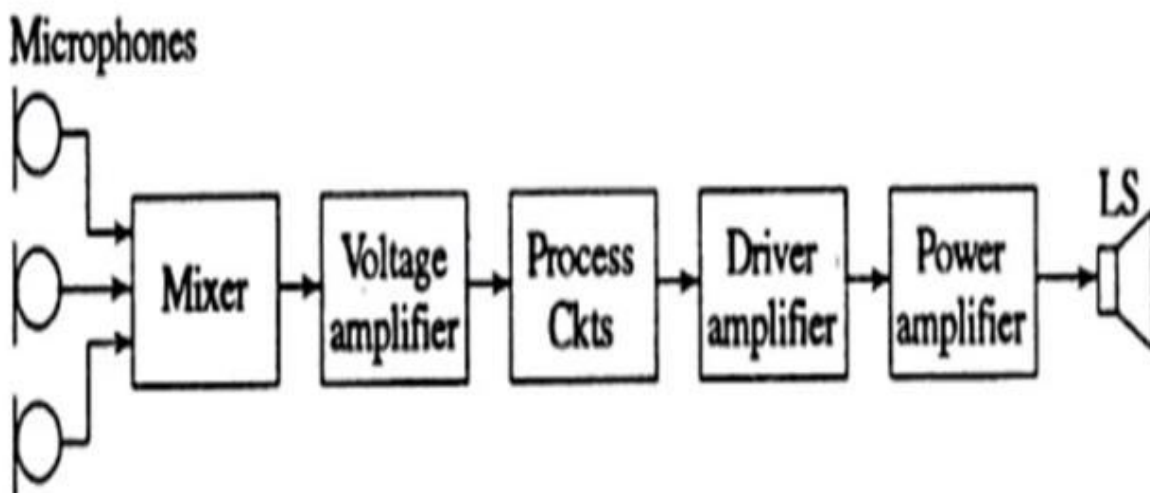 Microphones
Mixer
Voltage
amplifier
Process
Ckts
Driver
amplifier
Power
amplifier
LS